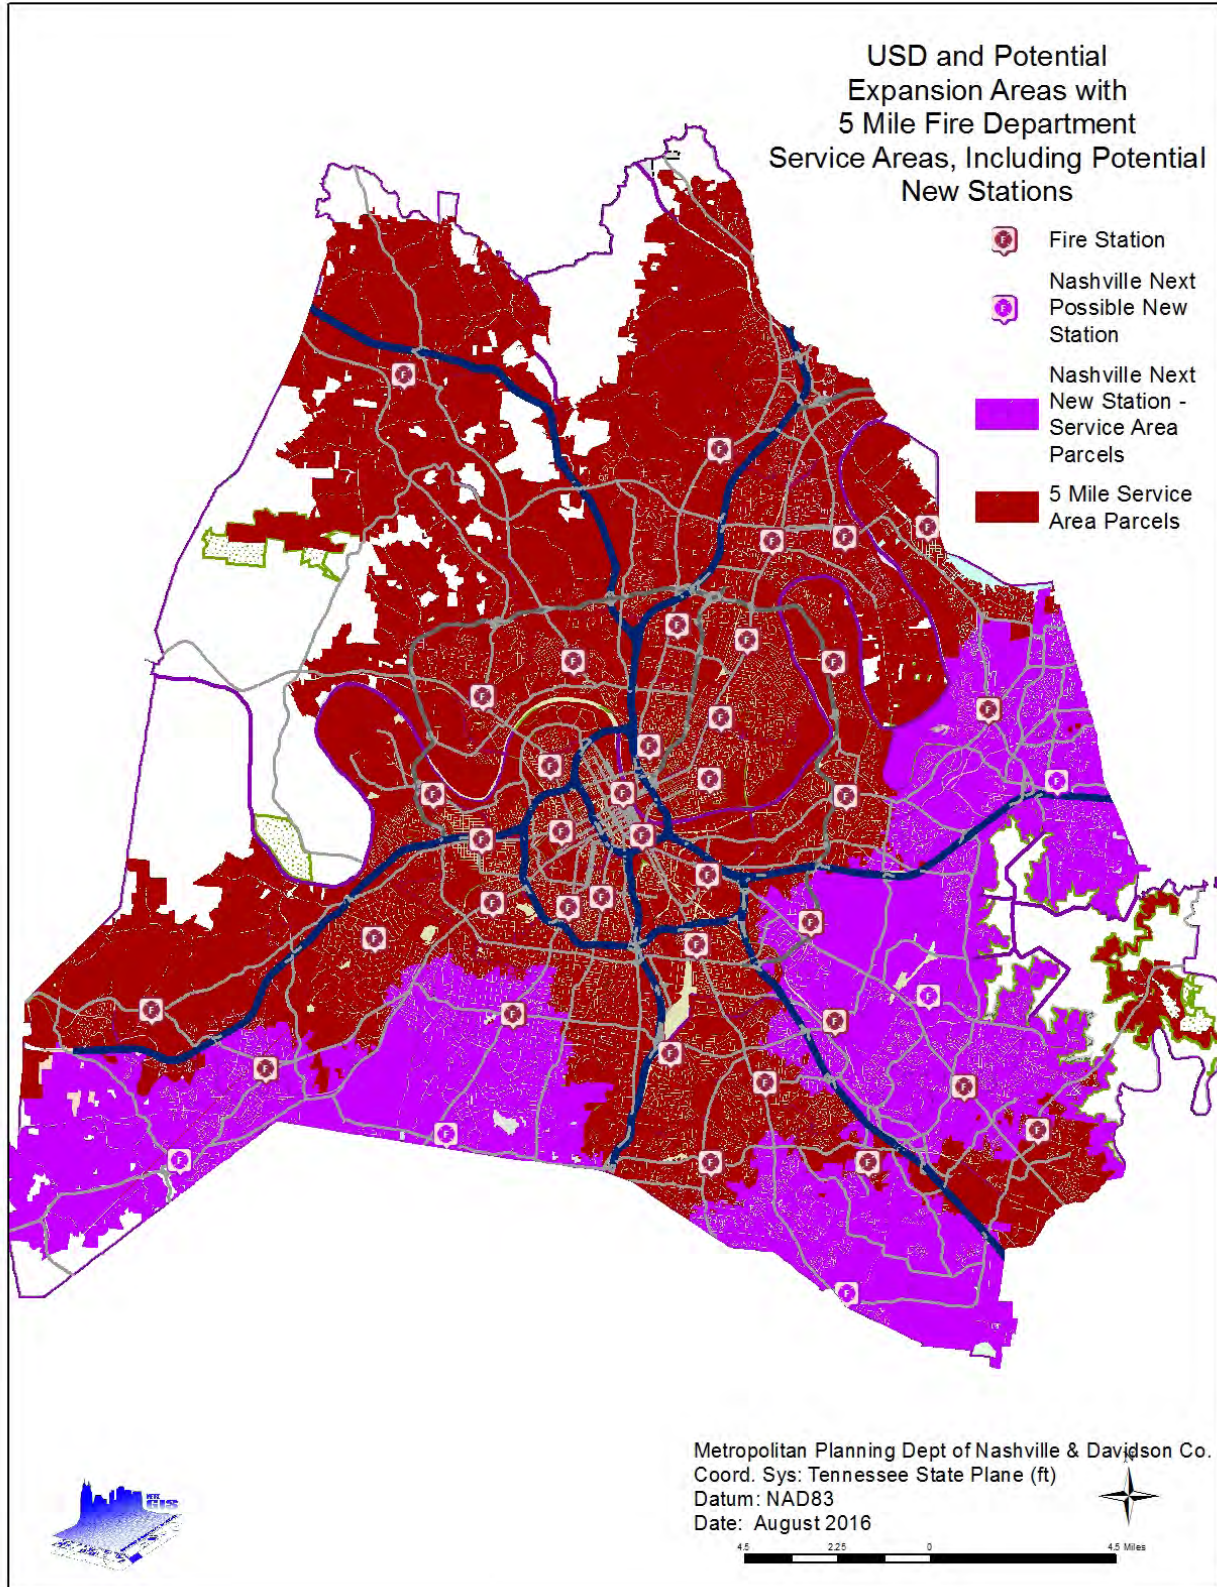 USD and Potential
Expansion Areas with
5 Mile Fire Department
Service Areas, Including Potential
New Stations
F
Fire Station
F
Nashville Next
Possible New
Station
Nashville Next
New Station -
Service Area
Parcels
5 Mile Service
Area Parcels
Metropolitan Planning Dept of Nashville & Davidson Co.
Coord. Sys: Tennessee State Plane (ft)
Datum: NAD83
Date: August 2016
N
4.5 2.25 0 4.5 Miles
METRO
GIS